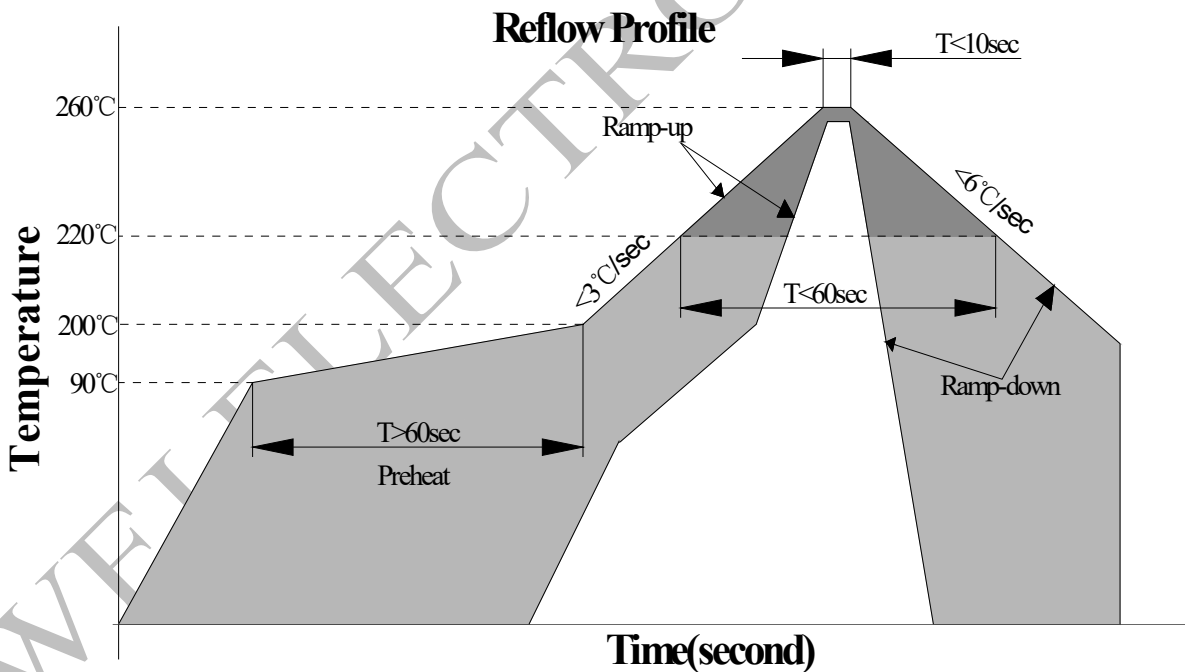 Reflow Profile
T<10sec
260℃
Ramp-up
<6℃/sec
220℃
<3℃/sec
T<60sec
200℃
90℃
Ramp-down
T>60sec
Preheat
Temperature
Time(second)
WELELECTRO